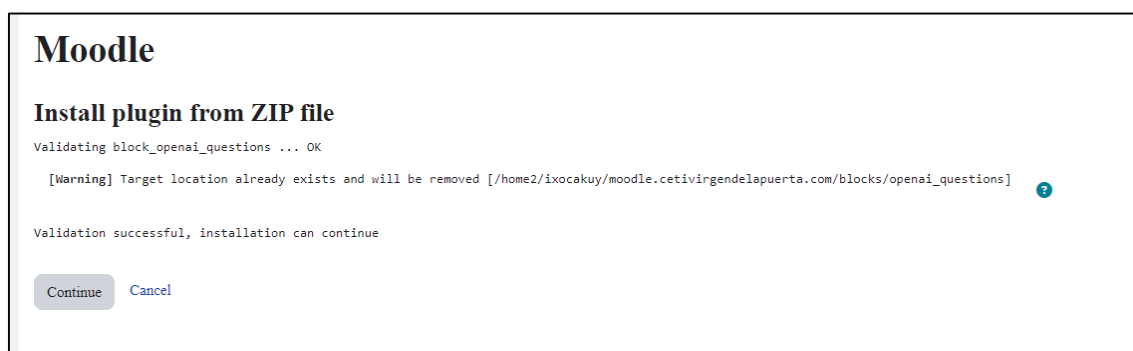 Moodle
Install plugin from ZIP file
Validating block_openai_questions ... OK
[Warning] Target location already exists and will be removed [/home2/ixocakuy/moodle.cetivirgendelapuerta.com/blocks/openai_questions]
?
Validation successful, installation can continue
Continue Cancel